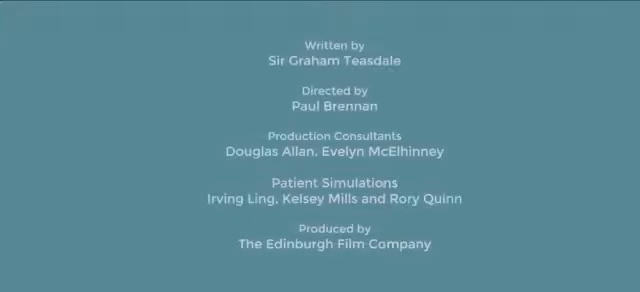 Written by
Sir Graham Teasdale
Directed by
Paul Brennan
Production Consultants
Douglas Allan, Evelyn McElhinney
Patient Simulations
Irving Ling, Kelsey Mills and Rory Quinn
Produced by
The Edinburgh Film Company